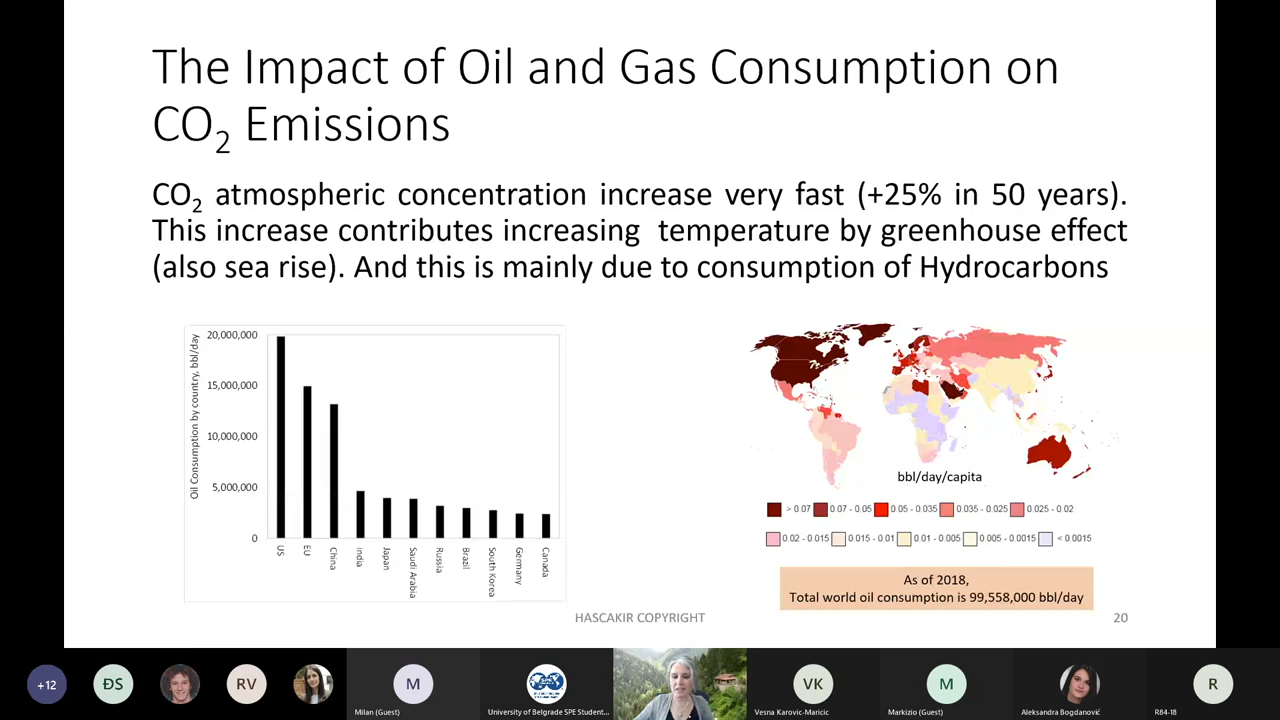 The Impact of Oil and Gas Consumption on
CO2 Emissions
CO2 atmospheric concentration increase very fast (+25% in 50 years).
This increase contributes increasing temperature by greenhouse effect
(also sea rise). And this is mainly due to consumption of Hydrocarbons
Oil Consumption by country, bbl/day
20,000,000
15,000,000
10,000,000
5,000,000
0
US
EU
China
India
Japan
Saudi Arabia
Russia
Brazil
South Korea
Germany
Canada
bbl/day/capita
> 0.07
0.07 - 0.05
0.05 - 0.035
0.035 - 0.025
0.025 - 0.02
0.02 - 0.015
0.015 - 0.01
0.01 - 0.005
0.005 - 0.0015
< 0.0015
As of 2018,
Total world oil consumption is 99,558,000 bbl/day
HASCAKIR COPYRIGHT
20
+12
ĐS
RV
M
Milan (Guest)
SPE
University of Belgrade SPE Student...
VK
Vesna Karovic-Maricic
M
Markizio (Guest)
Aleksandra Bogdanović
R
R84-18